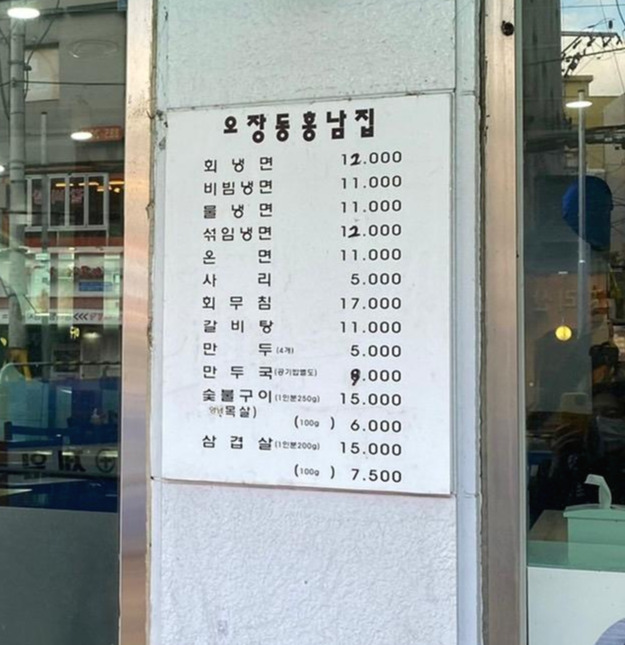 오장동흥남집
회냉면 12.000
비빔냉면 11.000
물냉면 11.000
섞임냉면 12.000
온면 11.000
사리 5.000
회무침 17.000
갈비탕 11.000
만두(4개) 5.000
만두국(공기밥별도) 9.000
숯불구이(1인분250g) 15.000
목살)
(100g) 6.000
삼겹살(1인분200g) 15.000
(100g) 7.500